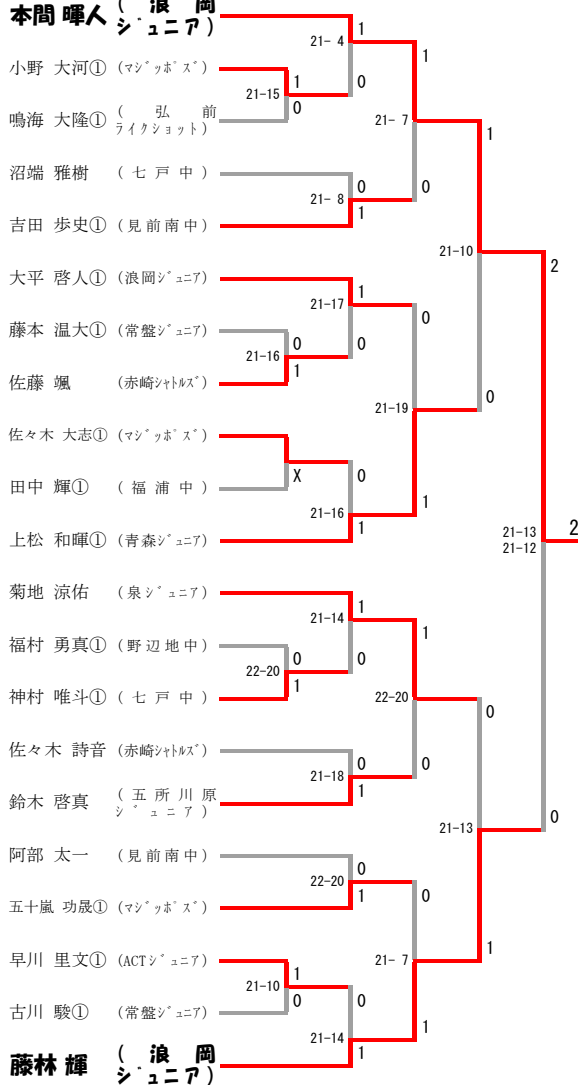 本間 暉人 ( 浪 岡 ジュニア )
21- 4 1
小野 大河① (マジッポズ) 1 0 1
21-15
鳴海 大隆① ( 弘 前 ライクショット) 0 21- 7 1
沼端 雅樹 ( 七 戸 中 ) 0 0
21- 8
吉田 歩史① (見前南中) 1
21-10 2
大平 啓人① (浪岡ジュニア) 1
21-17 0
藤本 温大① (常盤ジュニア) 0 0
21-16
佐藤 颯 (赤崎シャトルズ) 1 0
21-19
佐々木 大志① (マジッポズ)
X 0
田中 輝① ( 福 浦 中 ) 1
21-16
上松 和暉① (青森ジュニア) 1
21-13 2
21-12
菊地 涼佑 (泉ジュニア) 1
21-14 1
福村 勇真① (野辺地中) 0 0
22-20
神村 唯斗① ( 七 戸 中 ) 1 22-20 0
佐々木 詩音 (赤崎シャトルズ) 0 0
21-18
鈴木 啓真 ( 五 所 川 原 ジュニア ) 1
21-13 0
阿部 太一 (見前南中) 0
22-20 0
五十嵐 功晟① (マジッポズ) 1
1
早川 里文① (ACTジュニア) 1 21- 7
21-10 0
古川 駿① (常盤ジュニア) 0 1
21-14
藤林 輝 ( 浪 岡 ジュニア ) 1